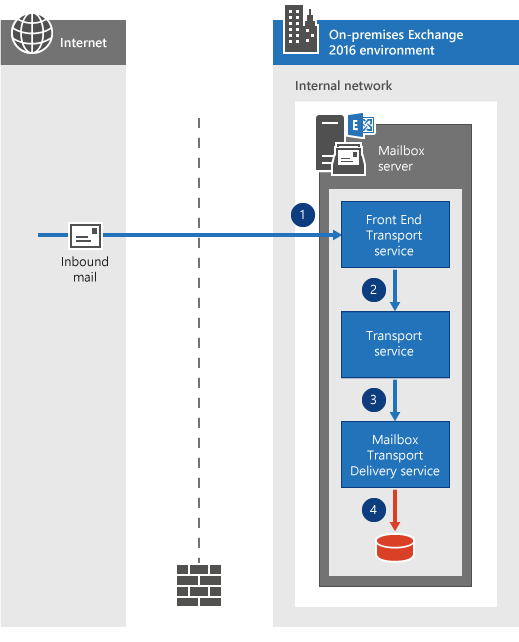 Internet
On-premises Exchange
2016 environment
Internal network
E
Mailbox
server
1
Front End
Transport
service
Inbound
mail
2
Transport
service
3
Mailbox
Transport
Delivery service
4